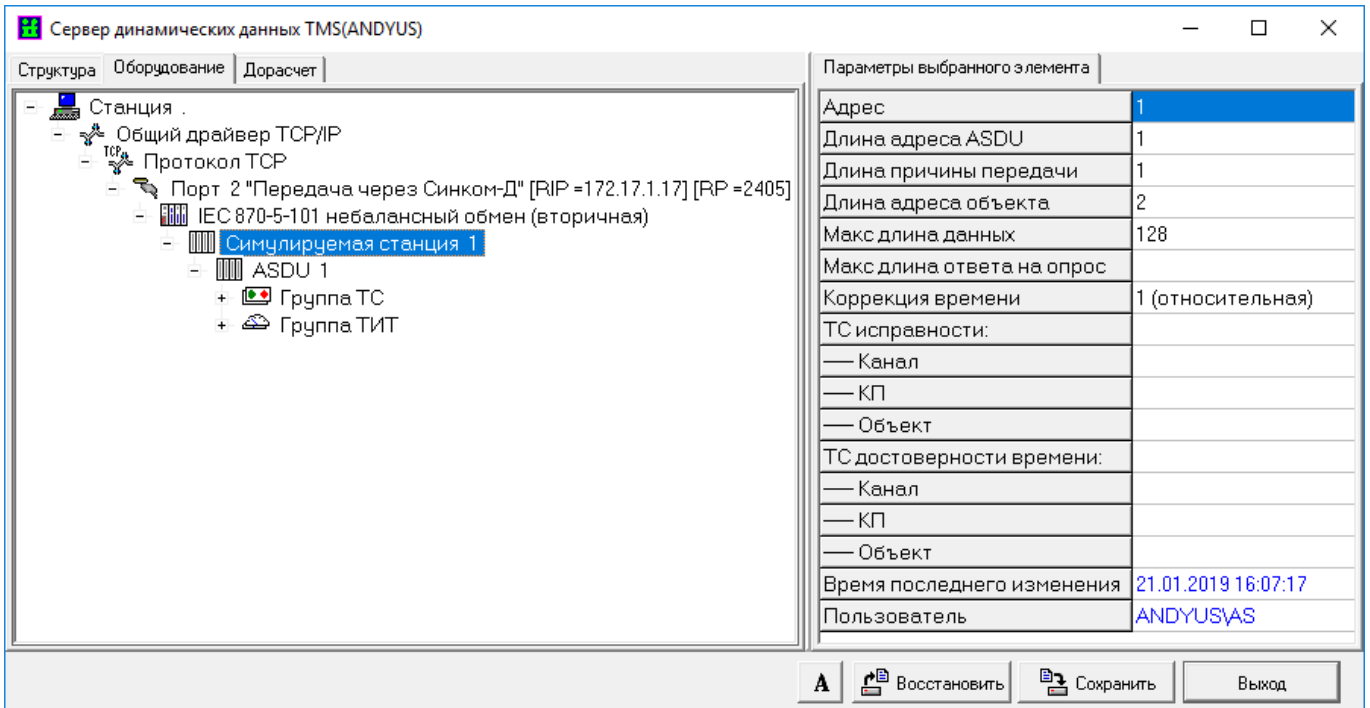 Сервер динамических данных TMS(ANDYUS)
Структура Оборудование Дорасчет
Станция .
Общий драйвер TCP/IP
TCP Протокол TCP
Порт 2 "Передача через Синком-Д" [RIP =172.17.1.17] [RP =2405]
IEC 870-5-101 небалансный обмен (вторичная)
Симулируемая станция 1
ASDU 1
Группа ТС
Группа ТИТ
Параметры выбранного элемента
Адрес 1
Длина адреса ASDU 1
Длина причины передачи 1
Длина адреса объекта 2
Макс длина данных 128
Макс длина ответа на опрос
Коррекция времени 1 (относительная)
ТС исправности:
── Канал
── КП
── Объект
ТС достоверности времени:
── Канал
── КП
── Объект
Время последнего изменения 21.01.2019 16:07:17
Пользователь ANDYUS\AS
A Восстановить Сохранить Выход